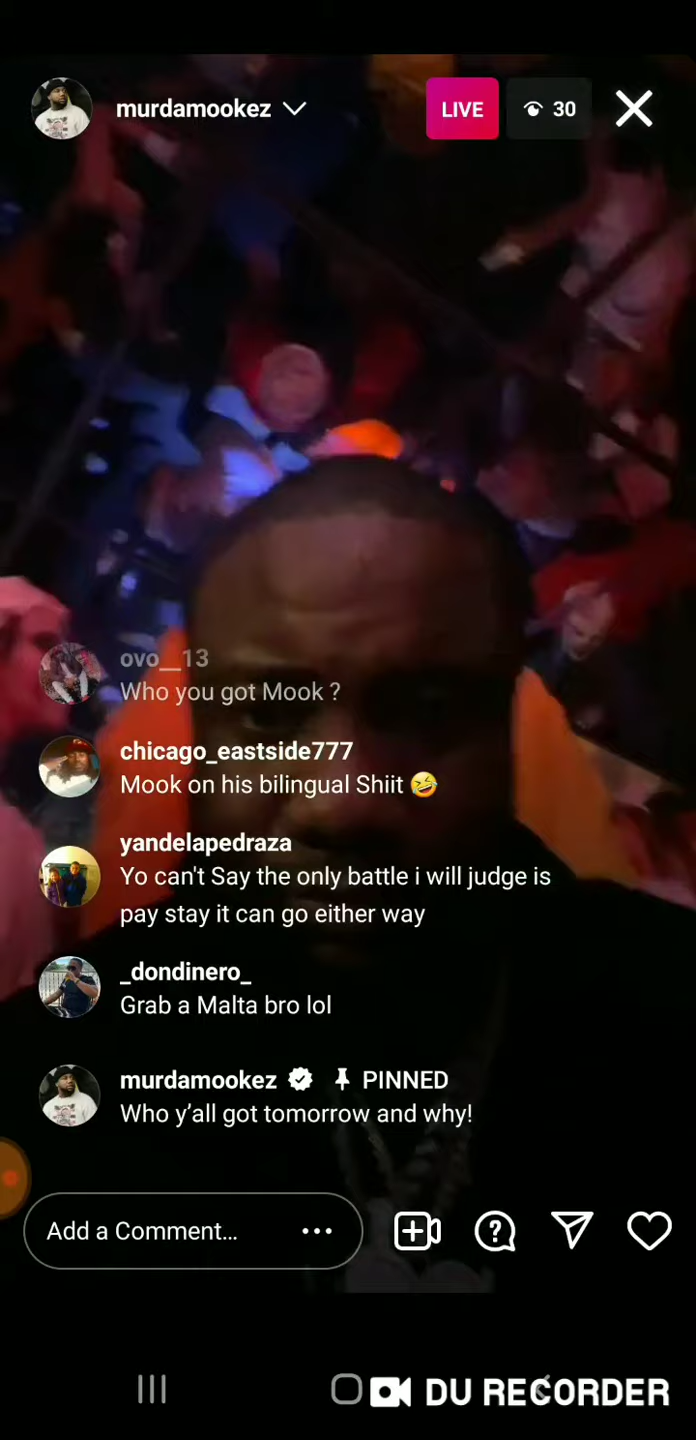 murdamookez
LIVE
30
ovo__13
Who you got Mook ?
chicago_eastside777
Mook on his bilingual Shiit 🤣
yandelapedraza
Yo can't Say the only battle i will judge is
pay stay it can go either way
_dondinero_
Grab a Malta bro lol
murdamookez PINNED
Who y’all got tomorrow and why!
Add a Comment...
DU RECORDER